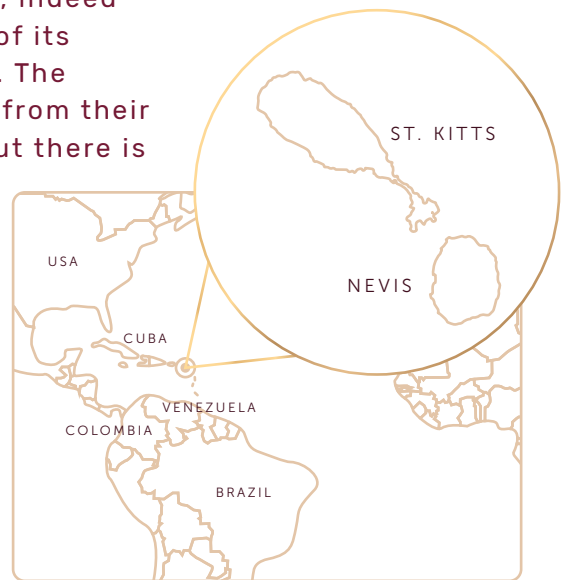 , indeed
of its
. The
from their
ut there is
ST. KITTS
NEVIS
USA
CUBA
VENEZUELA
COLOMBIA
BRAZIL